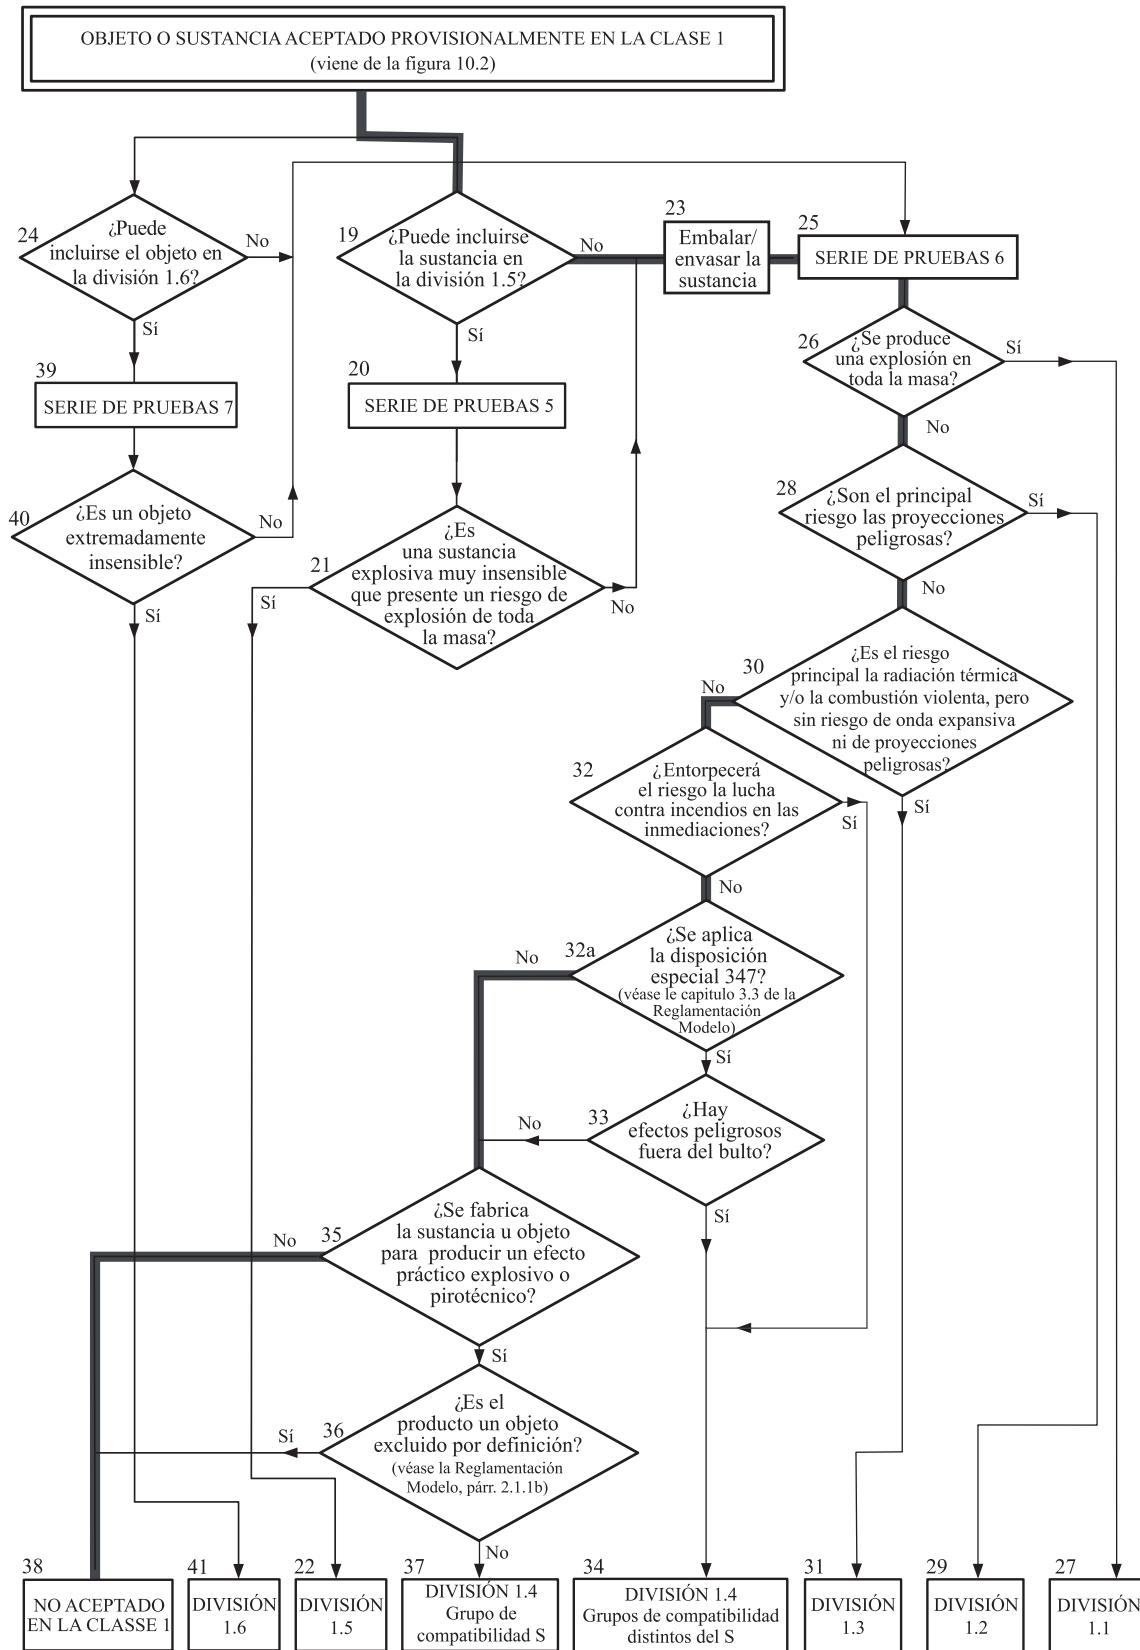 OBJETO O SUSTANCIA ACEPTADO PROVISIONALMENTE EN LA CLASE 1
(viene de la figura 10.2)
24
¿Puede
incluirse el objeto en
la división 1.6?
No
Sí
19
¿Puede incluirse
la sustancia en
la división 1.5?
No
Sí
23
Embalar/
envasar la
sustancia
25
SERIE DE PRUEBAS 6
26
¿Se produce
una explosión en
toda la masa?
Sí
No
39
SERIE DE PRUEBAS 7
20
SERIE DE PRUEBAS 5
40
¿Es un objeto
extremadamente
insensible?
No
Sí
21
¿Es
una sustancia
explosiva muy insensible
que presente un riesgo de
explosión de toda
la masa?
Sí
No
28
¿Son el principal
riesgo las proyecciones
peligrosas?
Sí
No
30
¿Es el riesgo
principal la radiación térmica
y/o la combustión violenta, pero
sin riesgo de onda expansiva
ni de proyecciones
peligrosas?
No
Sí
32
¿Entorpecerá
el riesgo la lucha
contra incendios en las
inmediaciones?
Sí
No
32a
¿Se aplica
la disposición
especial 347?
(véase le capitulo 3.3 de la
Reglamentación
Modelo)
No
Sí
33
¿Hay
efectos peligrosos
fuera del bulto?
No
Sí
35
¿Se fabrica
la sustancia u objeto
para producir un efecto
práctico explosivo o
pirotécnico?
No
Sí
36
¿Es el
producto un objeto
excluido por definición?
(véase la Reglamentación
Modelo, párr. 2.1.1b)
Sí
No
38
NO ACEPTADO
EN LA CLASSE 1
41
DIVISIÓN
1.6
22
DIVISIÓN
1.5
37
DIVISIÓN 1.4
Grupo de
compatibilidad S
34
DIVISIÓN 1.4
Grupos de compatibilidad
distintos del S
31
DIVISIÓN
1.3
29
DIVISIÓN
1.2
27
DIVISIÓN
1.1